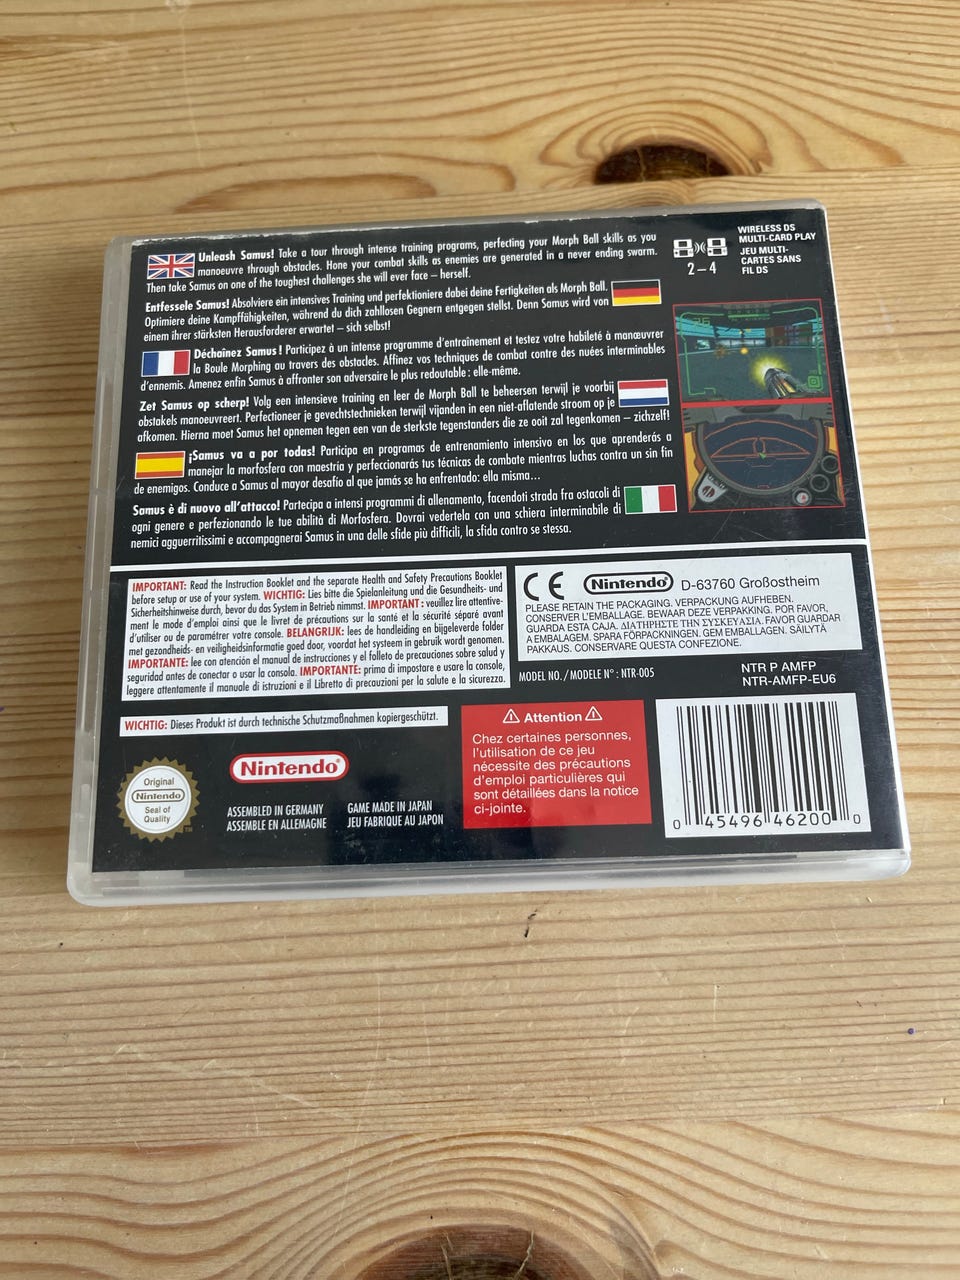 Unleash Samus! Take a tour through intense training programs, perfecting your Morph Ball skills as you
manoeuvre through obstacles. Hone your combat skills as enemies are generated in a never ending swarm.
Then take Samus on one of the toughest challenges she will ever face – herself.
Entfessele Samus! Absolviere ein intensives Training und perfektioniere dabei deine Fertigkeiten als Morph Ball.
Optimiere deine Kampffähigkeiten, während du dich zahllosen Gegnern entgegen stellst. Denn Samus wird von
einem ihrer stärksten Herausforderer erwartet – sich selbst!
Déchaînez Samus ! Participez à un intense programme d'entraînement et testez votre habileté à manœuvrer
la Boule Morphing au travers des obstacles. Affinez vos techniques de combat contre des nuées interminables
d'ennemis. Amenez enfin Samus à affronter son adversaire le plus redoutable : elle-même.
Zet Samus op scherp! Volg een intensieve training en leer de Morph Ball te beheersen terwijl je voorbij
obstakels manoeuvreert. Perfectioneer je gevechtstechnieken terwijl vijanden in een niet-aflatende stroom op je
afkomen. Hierna moet Samus het opnemen tegen een van de sterkste tegenstanders die ze ooit zal tegenkomen – zichzelf!
¡Samus va a por todas! Participa en programas de entrenamiento intensivo en los que aprenderás a
manejar la morfosfera con maestría y perfeccionarás tus técnicas de combate mientras luchas contra un sin fin
de enemigos. Conduce a Samus al mayor desafío al que jamás se ha enfrentado: ella misma...
Samus è di nuovo all'attacco! Partecipa a intensi programmi di allenamento, facendoti strada fra ostacoli di
ogni genere e perfezionando le tue abilità di Morfosfera. Dovrai vedertela con una schiera interminabile di
nemici agguerritissimi e accompagnerai Samus in una delle sfide più difficili, la sfida contro se stessa.
2–4
WIRELESS DS
MULTI-CARD PLAY
JEU MULTI-
CARTES SANS
FIL DS
IMPORTANT: Read the Instruction Booklet and the separate Health and Safety Precautions Booklet
before setup or use of your system. WICHTIG: Lies bitte die Spielanleitung und die Gesundheits- und
Sicherheitshinweise durch, bevor du das System in Betrieb nimmst. IMPORTANT : veuillez lire attentive-
ment le mode d'emploi ainsi que le livret de précautions sur la santé et la sécurité séparé avant
d'utiliser ou de paramétrer votre console. BELANGRIJK: lees de handleiding en bijgeleverde folder
met gezondheids- en veiligheidsinformatie goed door, voordat het systeem in gebruik wordt genomen.
IMPORTANTE: lee con atención el manual de instrucciones y el folleto de precauciones sobre salud y
seguridad antes de conectar o usar la consola. IMPORTANTE: prima di impostare e usare la console,
leggere attentamente il manuale di istruzioni e il Libretto di precauzioni per la salute e la sicurezza.
CE Nintendo® D-63760 Großostheim
PLEASE RETAIN THE PACKAGING. VERPACKUNG AUFHEBEN.
CONSERVER L'EMBALLAGE. BEWAAR DEZE VERPAKKING. POR FAVOR,
GUARDA ESTA CAJA. ΔΙΑΤΗΡΗΣΤΕ ΤΗΝ ΣΥΣΚΕΥΑΣΙΑ. FAVOR GUARDAR
A EMBALAGEM. SPARA FÖRPACKNINGEN. GEM EMBALLAGEN. SÄILYTÄ
PAKKAUS. CONSERVARE QUESTA CONFEZIONE.
MODEL NO./MODELE N° : NTR-005
NTR P AMFP
NTR-AMFP-EU6
WICHTIG: Dieses Produkt ist durch technische Schutzmaßnahmen kopiergeschützt.
Original
Nintendo
Seal of
Quality
TM
Nintendo®
ASSEMBLED IN GERMANY
ASSEMBLE EN ALLEMAGNE
GAME MADE IN JAPAN
JEU FABRIQUE AU JAPON
Attention
Chez certaines personnes,
l'utilisation de ce jeu
nécessite des précautions
d'emploi particulières qui
sont détaillées dans la notice
ci-jointe.
0 45496 46200 0